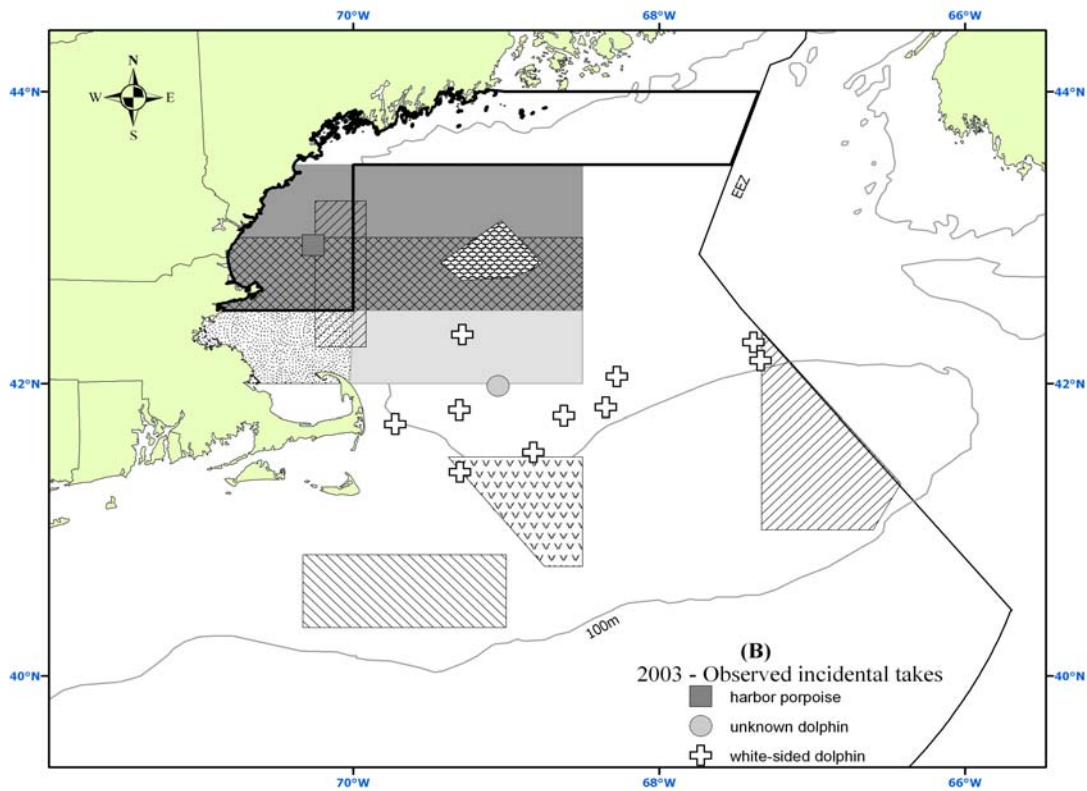 70°W
68°W
66°W
N
W E
S
44°N
44°N
EEZ
42°N
42°N
100m
(B)
2003 - Observed incidental takes
harbor porpoise
unknown dolphin
white-sided dolphin
40°N
40°N
70°W
68°W
66°W